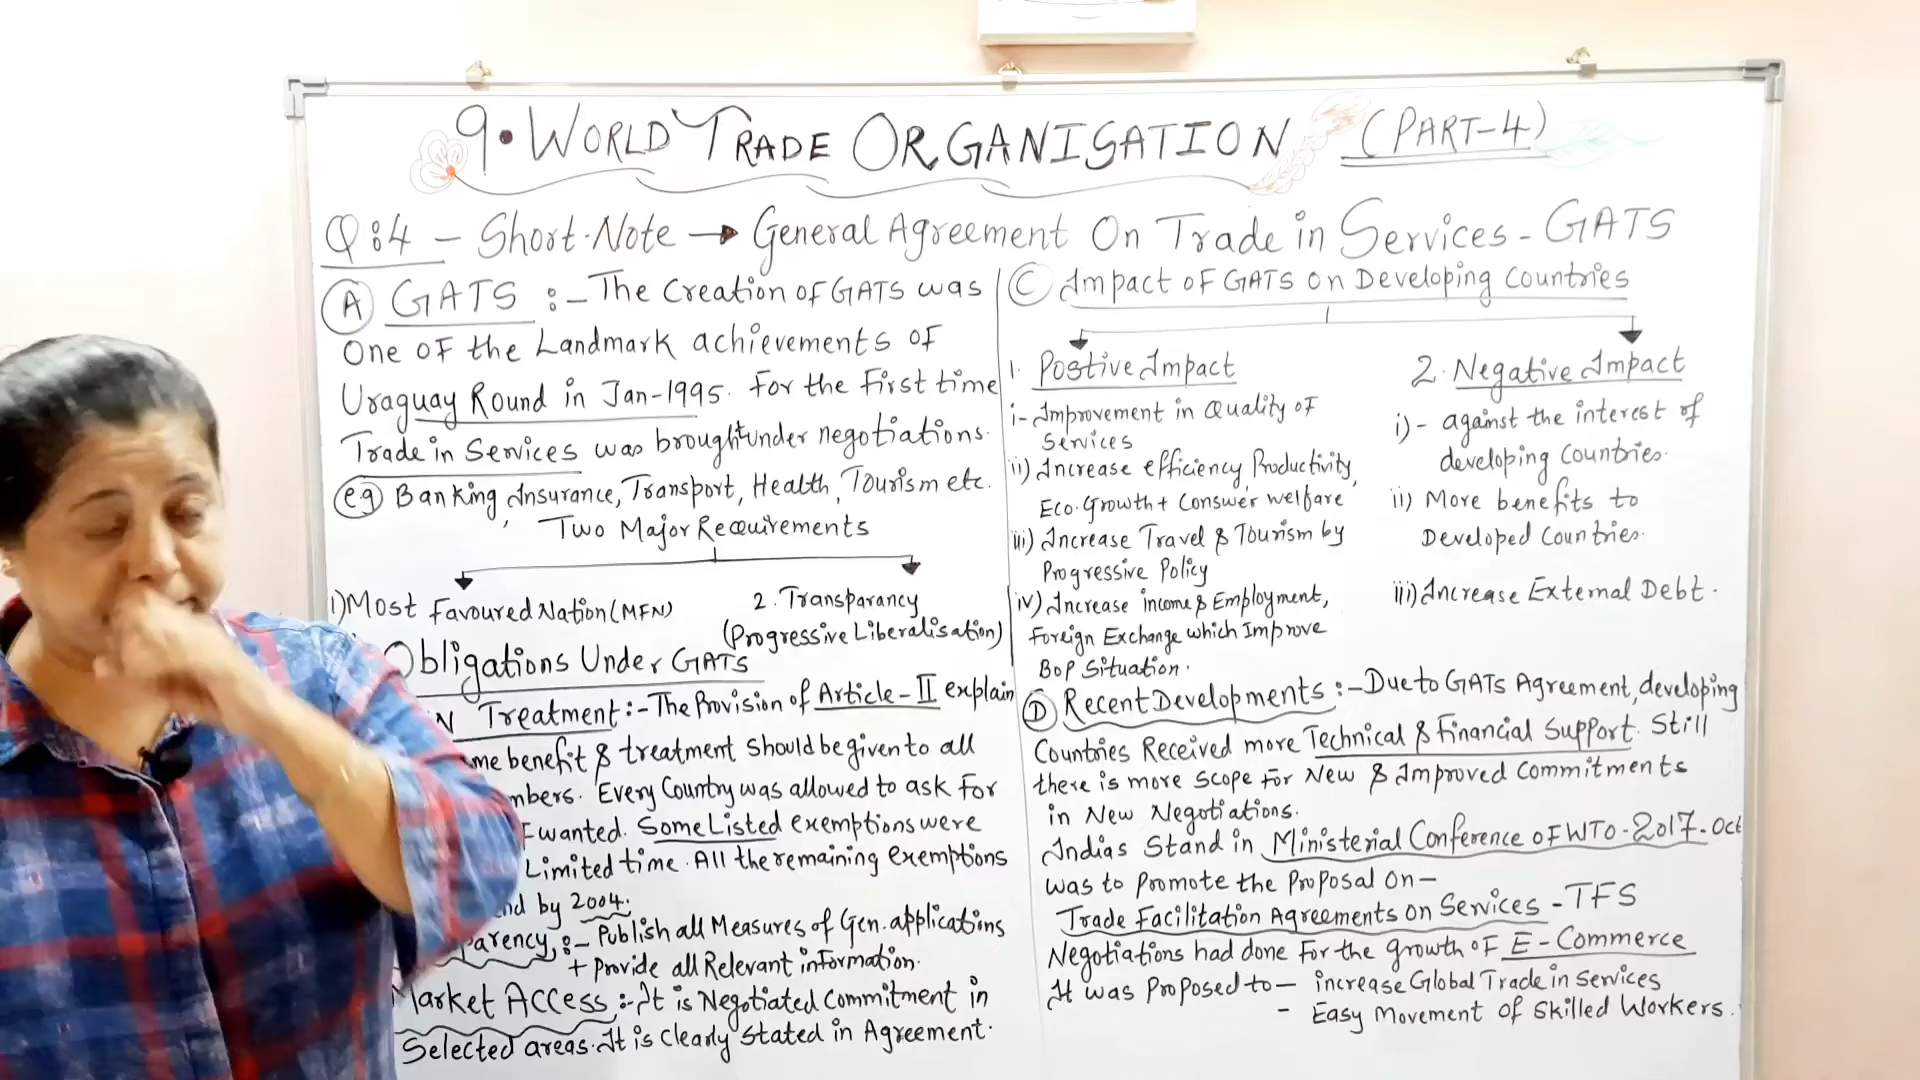 9. WORLD TRADE ORGANISATION (PART-4)
Q:4 - Short-Note → General Agreement On Trade in Services - GATS
(A) GATS :- The Creation of GATS was
One of the Landmark achievements of
Uraguay Round in Jan-1995. For the First time
Trade in Services was brought under negotiations.
(eg) Banking, Insurance, Transport, Health, Tourism etc.
Two Major Requirements
1) Most Favoured Nation (MFN)
2. Transparancy
(Progressive Liberalisation)
Obligations Under GATS
N Treatment :- The Provision of Article-II explain
me benefit & treatment should be given to all
mbers. Every Country was allowed to ask for
wanted. Some Listed exemptions were
Limited time. All the remaining exemptions
nd by 2004.
parency :- Publish all Measures of Gen. applications
+ Provide all Relevant information.
Market Access :- It is Negotiated Commitment in
Selected areas. It is Clearly Stated in Agreement.
(C) Impact of GATS on Developing Countries
1. Postive Impact
i- Improvement in Quality of
Services
ii) Increase efficiency, Productivity,
Eco. Growth + Conswer welfare
iii) Increase Travel & Tourism by
Progressive Policy
iv) Increase income & Employment,
Foreign Exchange which Improve
BoP Situation.
2. Negative Impact
i)- against the interest of
developing Countries.
ii) More benefits to
Developed Countries.
iii) Increase External Debt.
(D) Recent Developments :- Due to GATs Agreement, developing
Countries Received more Technical & Financial Support. Still
there is more scope for New & Improved Commitments
in New Negotiations.
Indias Stand in Ministerial Conference of WTO-2017-Oct
was to promote the Proposal on-
Trade Facilitation Agreements on Services - TFS
Negotiations had done for the growth of E-Commerce
It was Proposed to - increase Global Trade in Services
- Easy Movement of Skilled Workers.